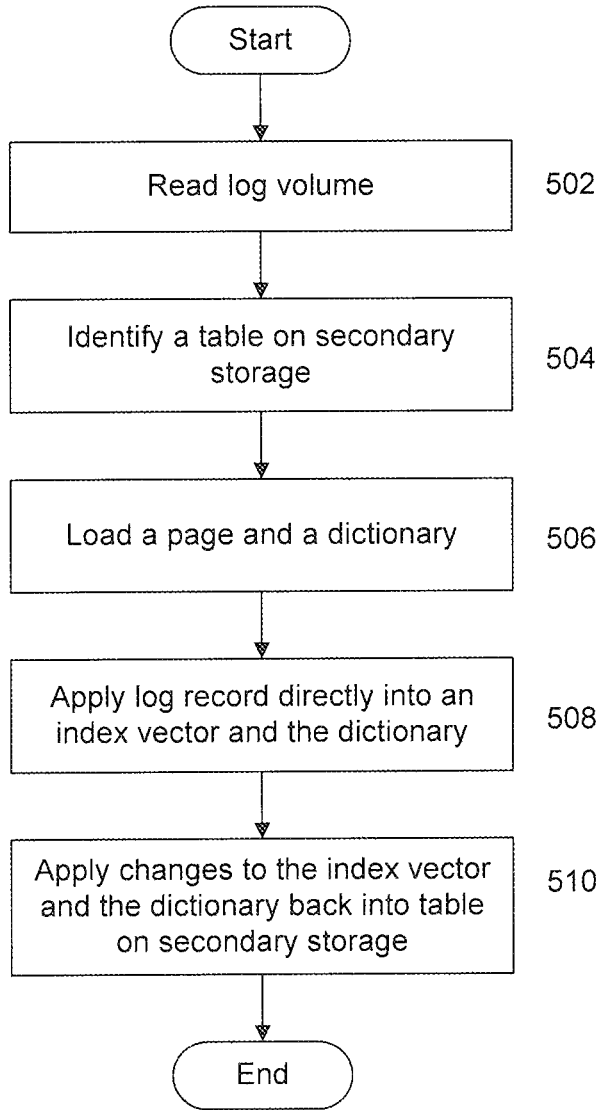 Start
Read log volume
502
Identify a table on secondary
storage
504
Load a page and a dictionary
506
Apply log record directly into an
index vector and the dictionary
508
Apply changes to the index vector
and the dictionary back into table
on secondary storage
510
End